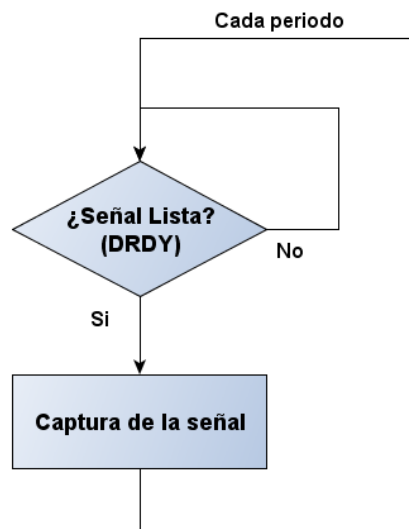 Cada periodo
¿Señal Lista?
(DRDY)
No
Si
Captura de la señal